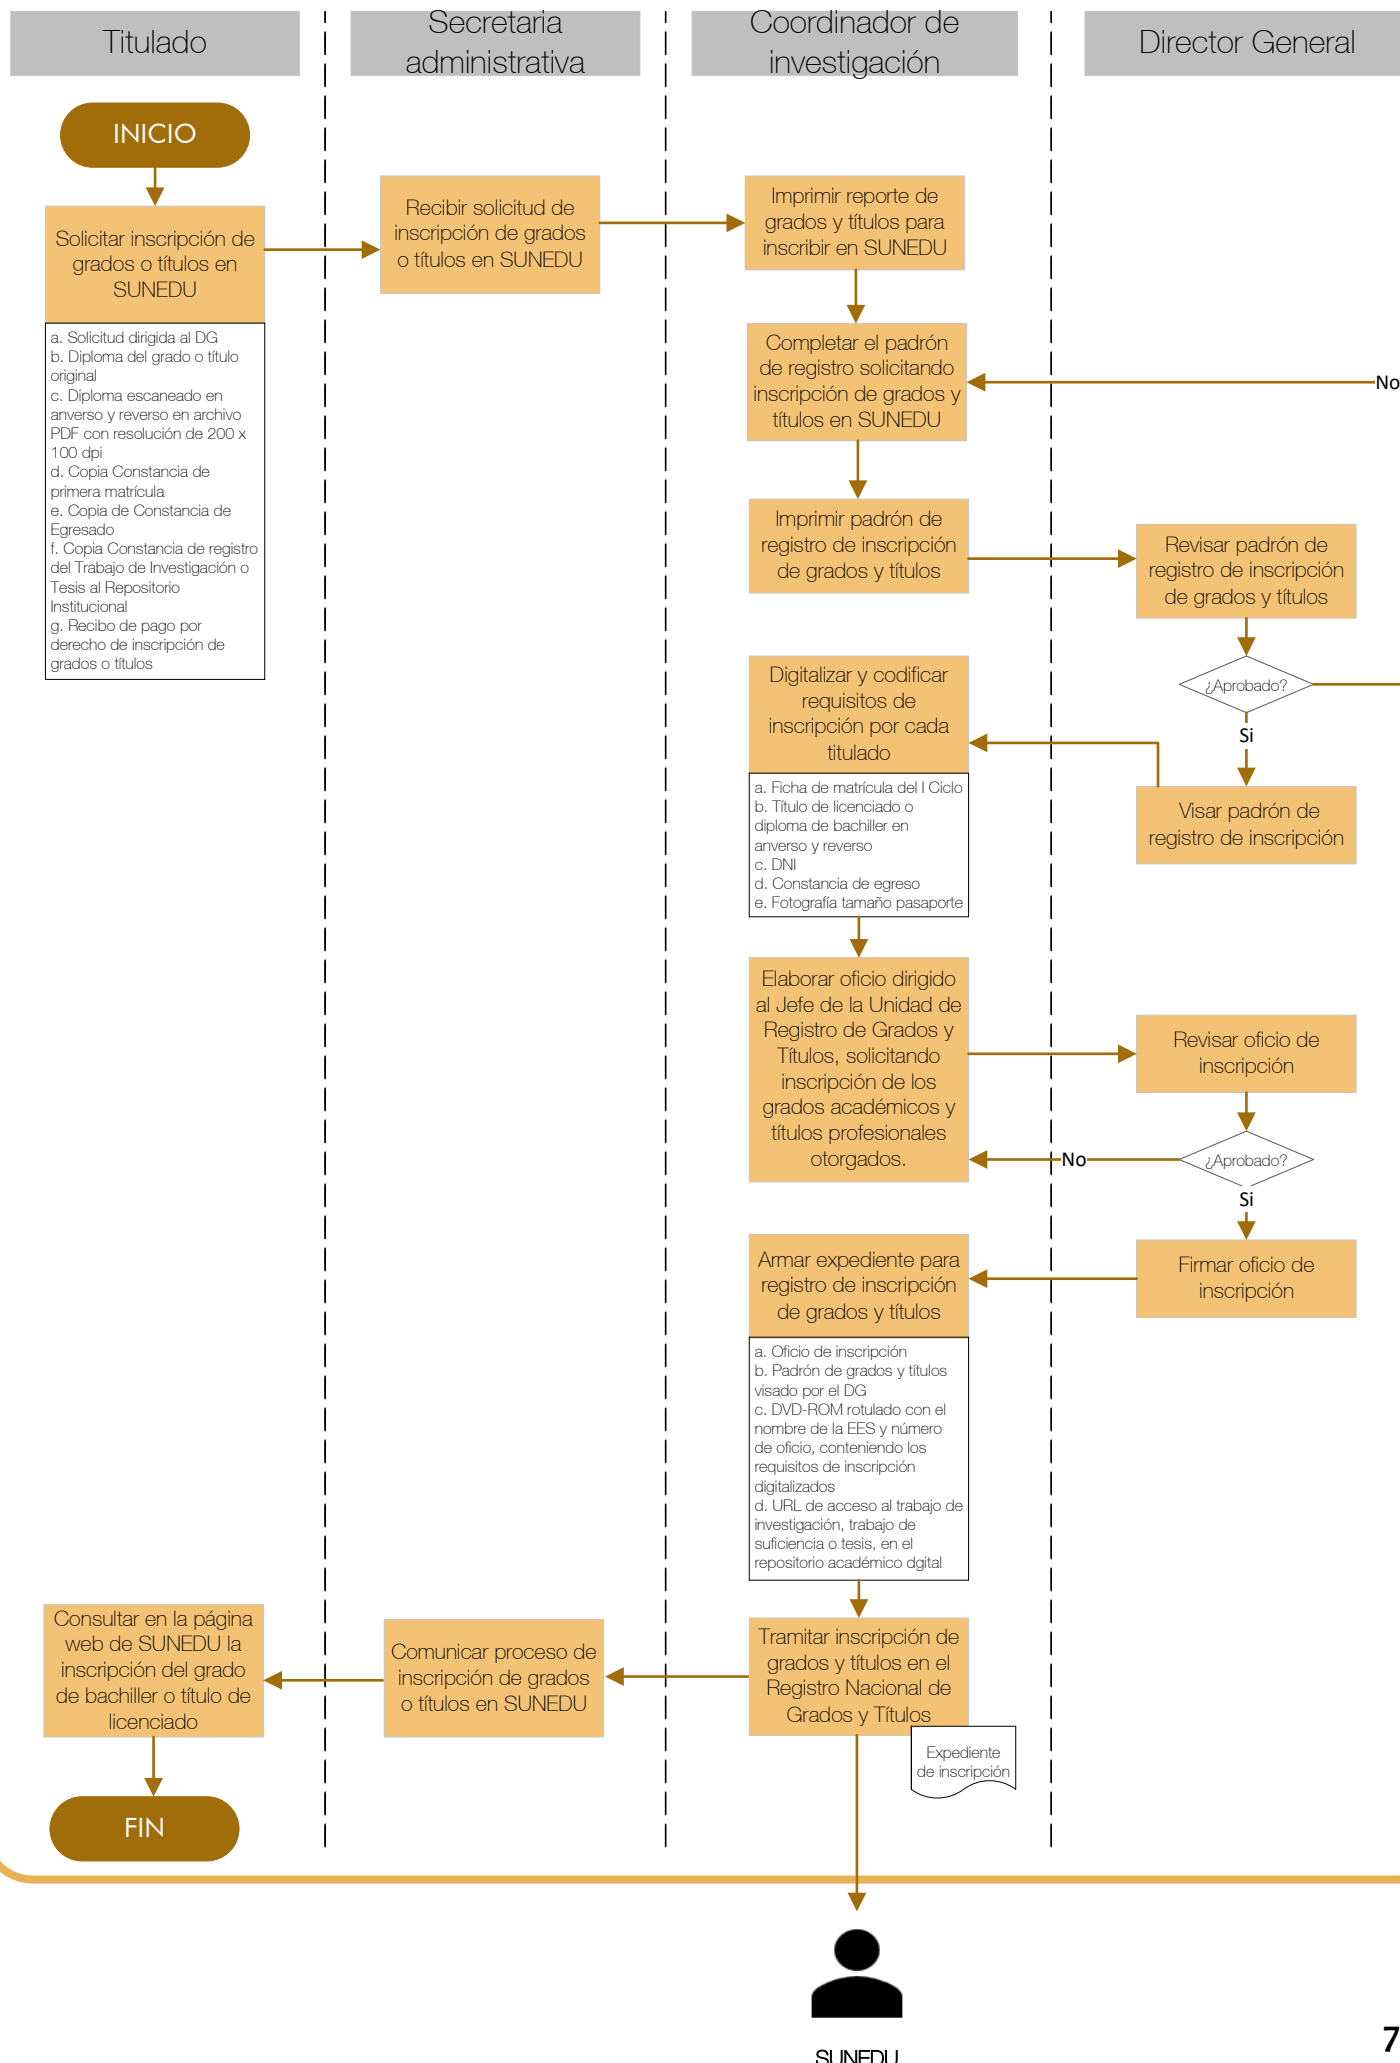 Titulado
Secretaria
administrativa
Coordinador de
investigación
Director General
INICIO
Solicitar inscripción de
grados o títulos en
SUNEDU
a. Solicitud dirigida al DG
b. Diploma del grado o título
original
c. Diploma escaneado en
anverso y reverso en archivo
PDF con resolución de 200 x
100 dpi
d. Copia Constancia de
primera matrícula
e. Copia de Constancia de
Egresado
f. Copia Constancia de registro
del Trabajo de Investigación o
Tesis al Repositorio
Institucional
g. Recibo de pago por
derecho de inscripción de
grados o títulos
Recibir solicitud de
inscripción de grados
o títulos en SUNEDU
Imprimir reporte de
grados y títulos para
inscribir en SUNEDU
Completar el padrón
de registro solicitando
inscripción de grados y
títulos en SUNEDU
No
Imprimir padrón de
registro de inscripción
de grados y títulos
Revisar padrón de
registro de inscripción
de grados y títulos
¿Aprobado?
Si
Visar padrón de
registro de inscripción
Digitalizar y codificar
requisitos de
inscripción por cada
titulado
a. Ficha de matrícula del I Ciclo
b. Título de licenciado o
diploma de bachiller en
anverso y reverso
c. DNI
d. Constancia de egreso
e. Fotografía tamaño pasaporte
Elaborar oficio dirigido
al Jefe de la Unidad de
Registro de Grados y
Títulos, solicitando
inscripción de los
grados académicos y
títulos profesionales
otorgados.
Revisar oficio de
inscripción
¿Aprobado?
No
Si
Firmar oficio de
inscripción
Armar expediente para
registro de inscripción
de grados y títulos
a. Oficio de inscripción
b. Padrón de grados y títulos
visado por el DG
c. DVD-ROM rotulado con el
nombre de la EES y número
de oficio, conteniendo los
requisitos de inscripción
digitalizados
d. URL de acceso al trabajo de
investigación, trabajo de
suficiencia o tesis, en el
repositorio académico dgital
Tramitar inscripción de
grados y títulos en el
Registro Nacional de
Grados y Títulos
Expediente
de inscripción
Comunicar proceso de
inscripción de grados
o títulos en SUNEDU
Consultar en la página
web de SUNEDU la
inscripción del grado
de bachiller o título de
licenciado
FIN
SUNEDU
7